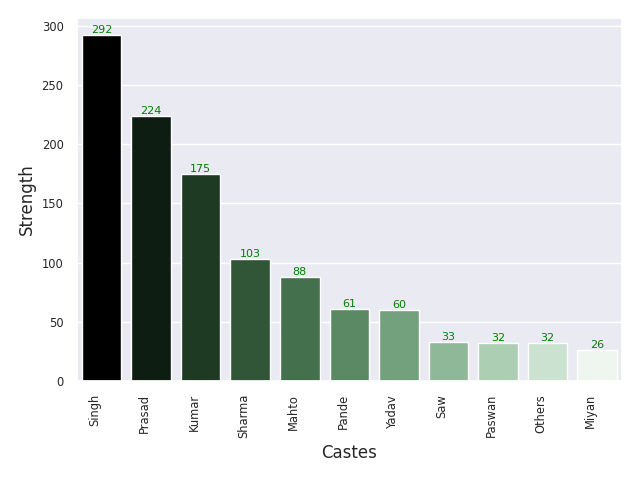 300
250
200
150
100
50
0
Strength
292
224
175
103
88
61
60
33
32
32
26
Singh
Prasad
Kumar
Sharma
Mahto
Pande
Yadav
Saw
Paswan
Others
Miyan
Castes